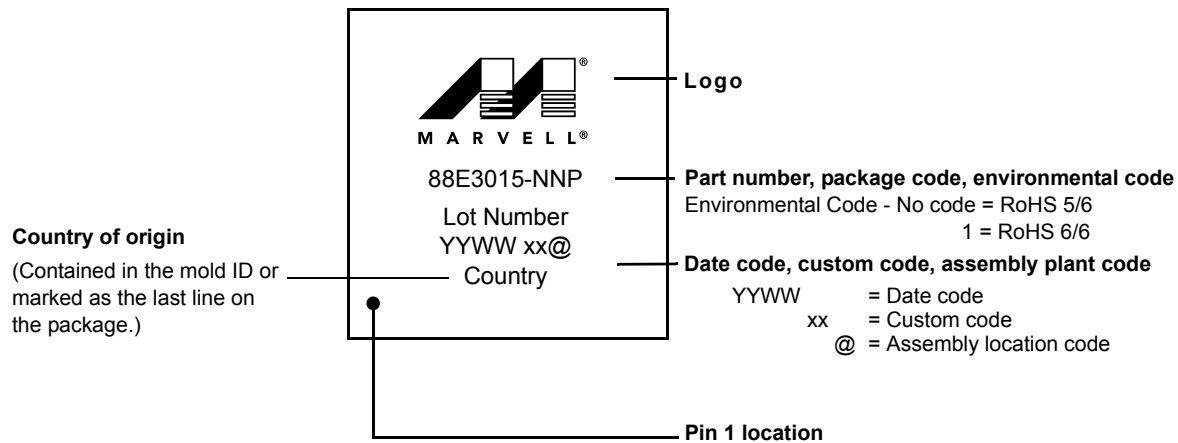 ®
MARVELL®
Logo
88E3015-NNP
Part number, package code, environmental code
Environmental Code - No code = RoHS 5/6
1 = RoHS 6/6
Lot Number
YYWW xx@
Country
Country of origin
(Contained in the mold ID or
marked as the last line on
the package.)
Date code, custom code, assembly plant code
YYWW = Date code
xx = Custom code
@ = Assembly location code
Pin 1 location